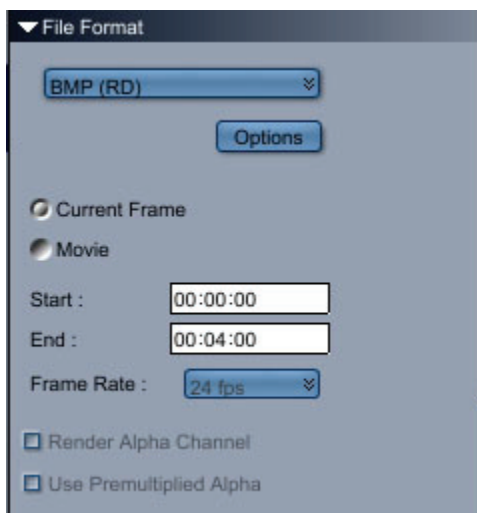 File Format
BMP (RD)
Options
Current Frame
Movie
Start : 00:00:00
End : 00:04:00
Frame Rate : 24 fps
Render Alpha Channel
Use Premultiplied Alpha